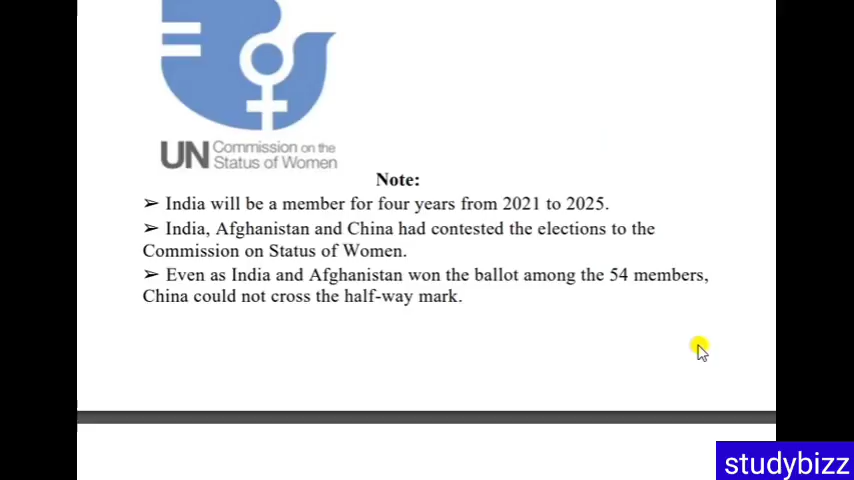 UN Commission on the
Status of Women
Note:
➢ India will be a member for four years from 2021 to 2025.
➢ India, Afghanistan and China had contested the elections to the
Commission on Status of Women.
➢ Even as India and Afghanistan won the ballot among the 54 members,
China could not cross the half-way mark.
studybizz